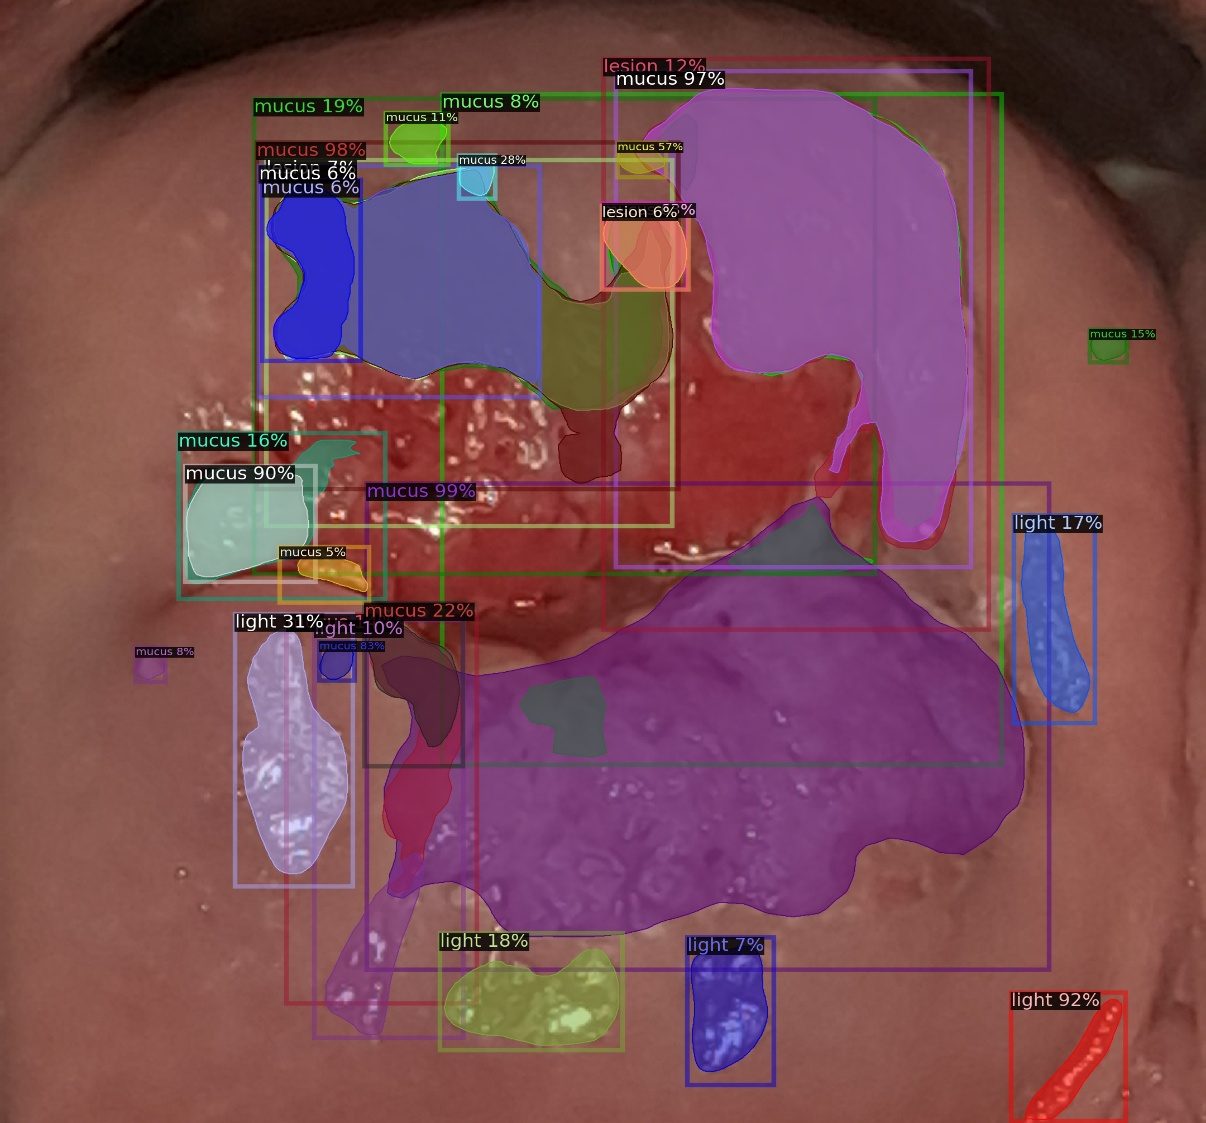 lesion 12%
mucus 97%
mucus 19%
mucus 8%
mucus 11%
mucus 98%
mucus 57%
mucus 28%
lesion 7%
mucus 6%
mucus 6%
lesion 6%
mucus 15%
mucus 16%
mucus 90%
mucus 99%
light 17%
mucus 5%
mucus 22%
light 31%
light 10%
mucus 83%
mucus 8%
light 18%
light 7%
light 92%